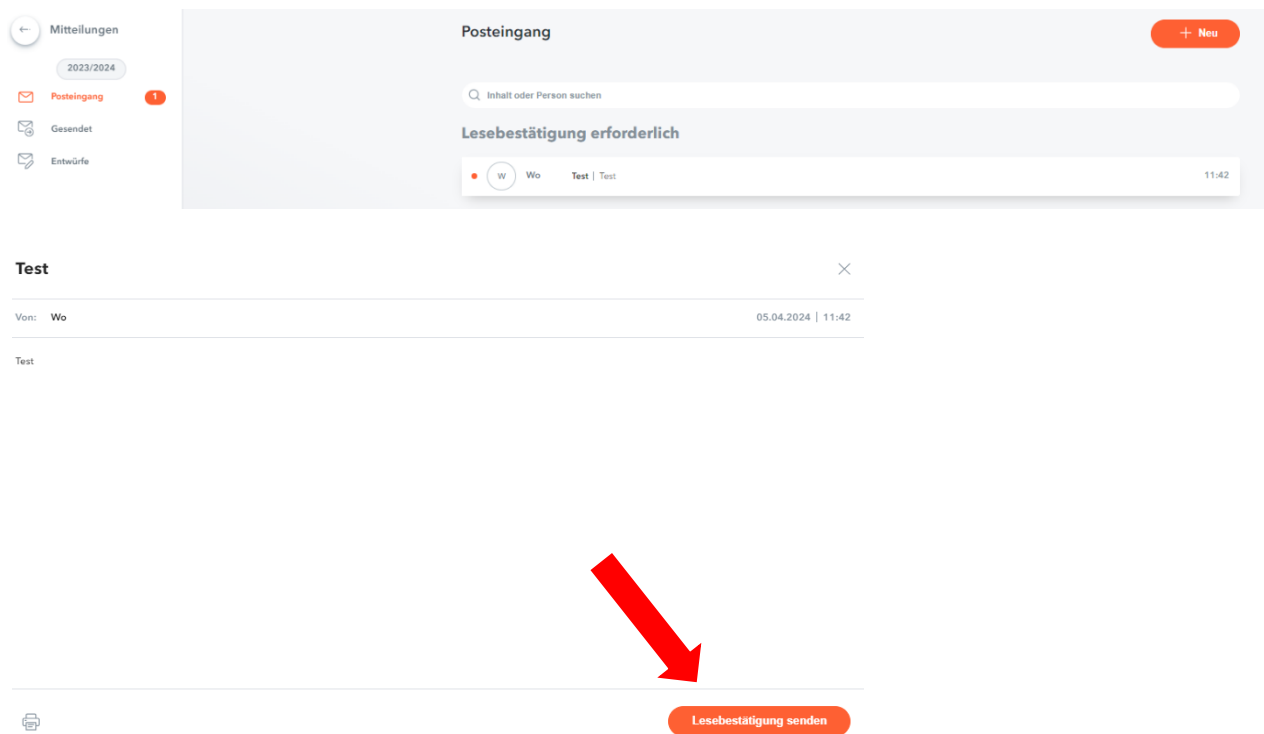 Mitteilungen
2023/2024
Posteingang 1
Gesendet
Entwürfe
Posteingang
+ Neu
Inhalt oder Person suchen
Lesebestätigung erforderlich
W Wo Test | Test 11:42
Test
Von: Wo 05.04.2024 | 11:42
Test
Lesebestätigung senden